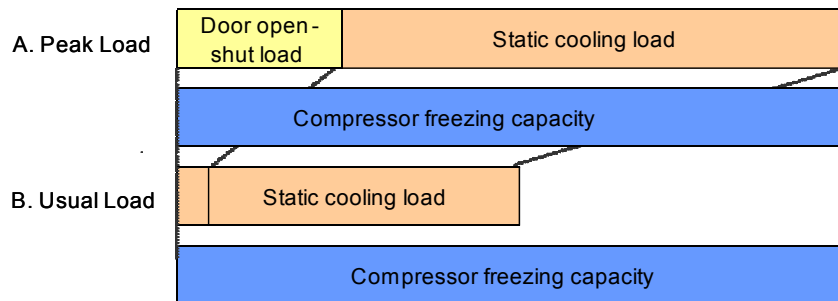 A. Peak Load
Door open-
shut load
Static cooling load
Compressor freezing capacity
B. Usual Load
Static cooling load
Compressor freezing capacity